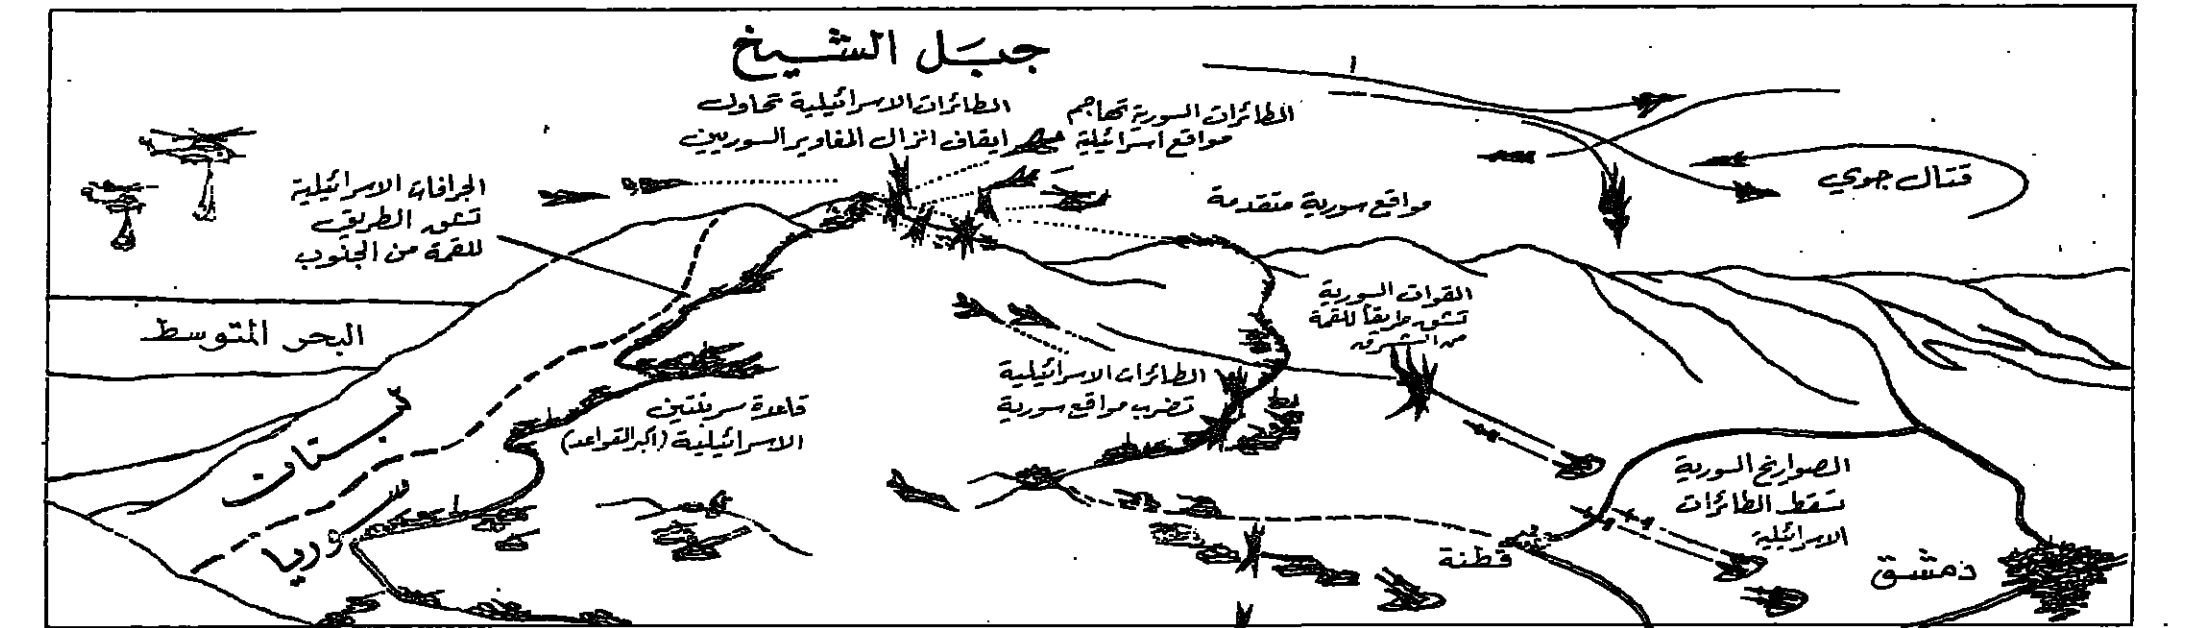 جبل الشيخ
الطائرات السورية تهاجم
مواقع اسرائيلية
الطائرات الاسرائيلية تحاول
ايقاف انزال المغاوير السوريين
قتال جوي
مواقع سورية متقدمة
الجرافات الاسرائيلية
تشق الطريق
للقمة من الجنوب
القوات السورية
تشق طريقاً للقمة
من الشرق
البحر المتوسط
الطائرات الاسرائيلية
تضرب مواقع سورية
قاعدة
الاسرائيلية (اكبر القواعد)
لبنان
سوريا
الصواريخ السورية
تسقط الطائرات
الاسرائيلية
قطنة
دمشق